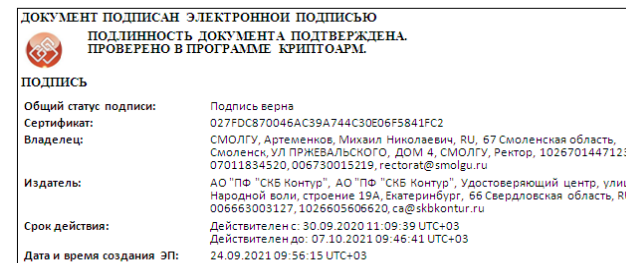 ДОКУМЕНТ ПОДПИСАН ЭЛЕКТРОННОЙ ПОДПИСЬЮ
ПОДЛИННОСТЬ ДОКУМЕНТА ПОДТВЕРЖДЕНА.
ПРОВЕРЕНО В ПРОГРАММЕ КРИПТОАРМ.
ПОДПИСЬ
Общий статус подписи: Подпись верна
Сертификат: 027FDC870046AC39A744C30E06F5841FC2
Владелец: СМОЛГУ, Артеменков, Михаил Николаевич, RU, 67 Смоленская область,
Смоленск, УЛ ПРЖЕВАЛЬСКОГО, ДОМ 4, СМОЛГУ, Ректор, 1026701447123
07011834520, 006730015219, rectorat@smolgu.ru
Издатель: АО "ПФ "СКБ Контур", АО "ПФ "СКБ Контур", Удостоверяющий центр, ули
Народной воли, строение 19А, Екатеринбург, 66 Свердловская область, RU
006663003127, 1026605606620, ca@skbkontur.ru
Срок действия: Действителен с: 30.09.2020 11:09:39 UTC+03
Действителен до: 07.10.2021 09:46:41 UTC+03
Дата и время создания ЭП: 24.09.2021 09:56:15 UTC+03